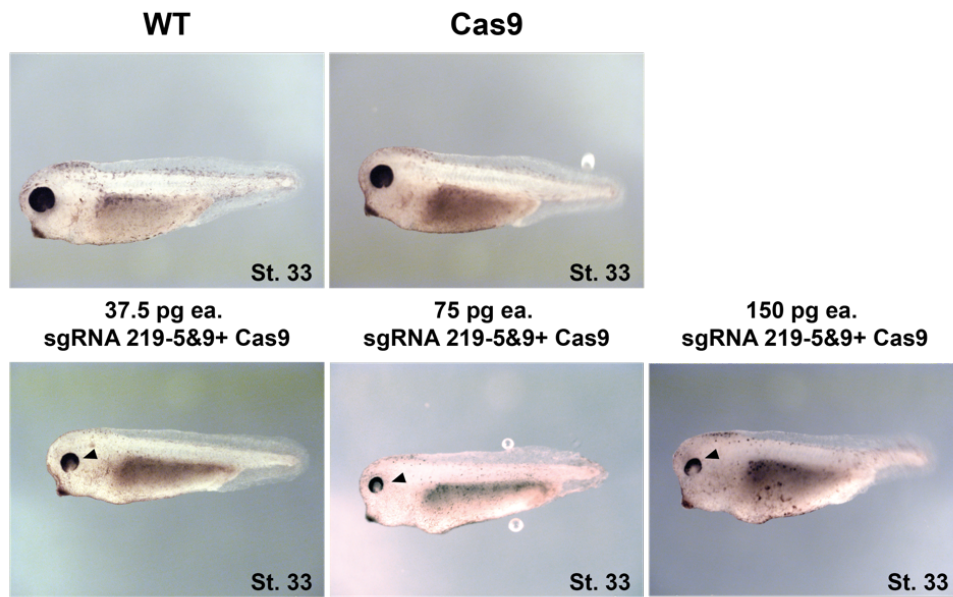 WT
Cas9
St. 33
St. 33
37.5 pg ea.
sgRNA 219-5&9+ Cas9
75 pg ea.
sgRNA 219-5&9+ Cas9
150 pg ea.
sgRNA 219-5&9+ Cas9
St. 33
St. 33
St. 33